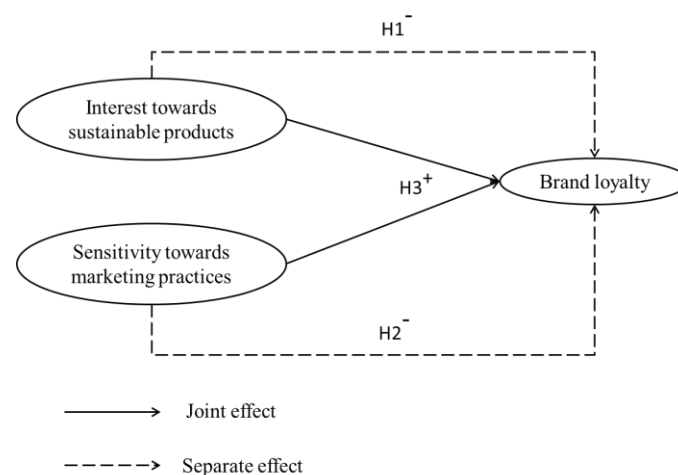 H1-
Interest towards
sustainable products
H3+
Brand loyalty
Sensitivity towards
marketing practices
H2-
Joint effect
Separate effect